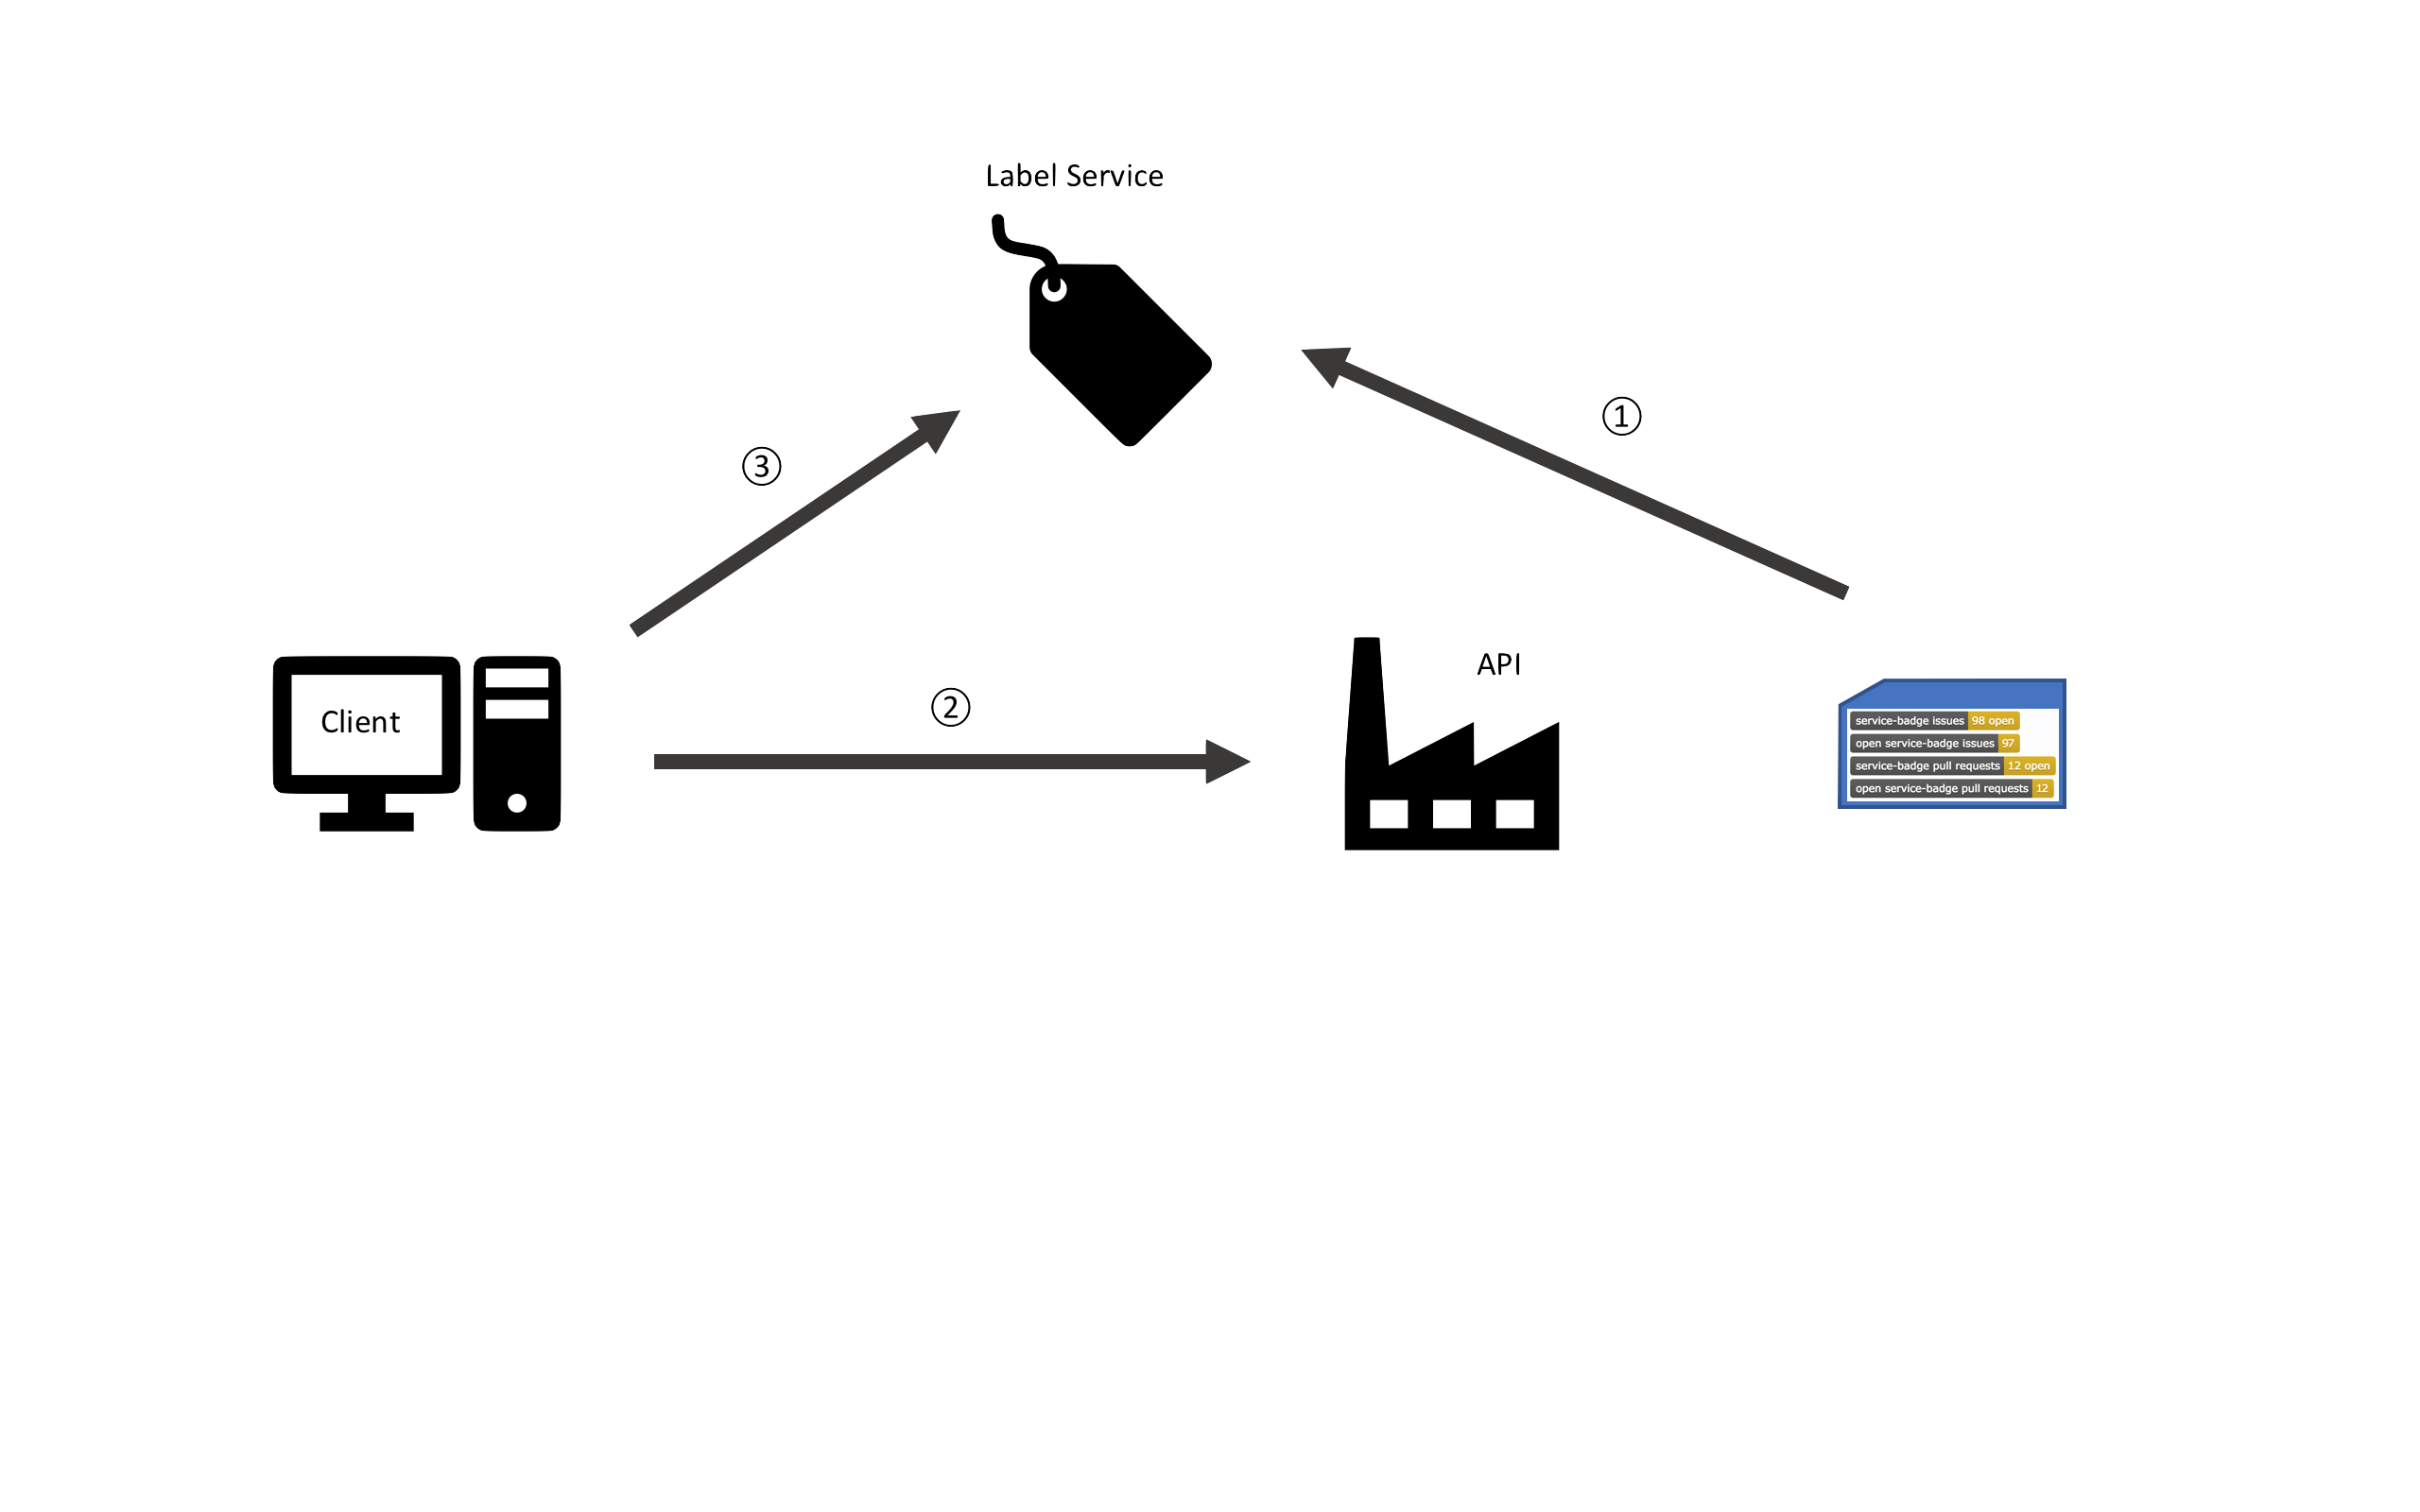 Label Service
①
③
②
Client
API
service-badge issues 98 open
open service-badge issues 97
service-badge pull requests 12 open
open service-badge pull requests 12